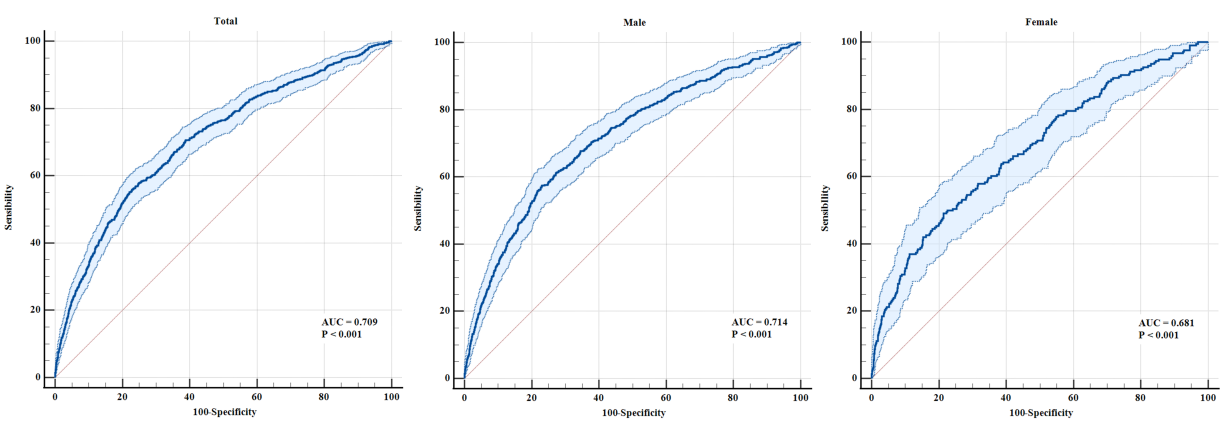 Total
Sensibility
100
80
60
40
20
0
AUC = 0.709
P < 0.001
0 20 40 60 80 100
100-Specificity
Male
Sensibility
100
80
60
40
20
0
AUC = 0.714
P < 0.001
0 20 40 60 80 100
100-Specificity
Female
Sensibility
100
80
60
40
20
0
AUC = 0.681
P < 0.001
0 20 40 60 80 100
100-Specificity